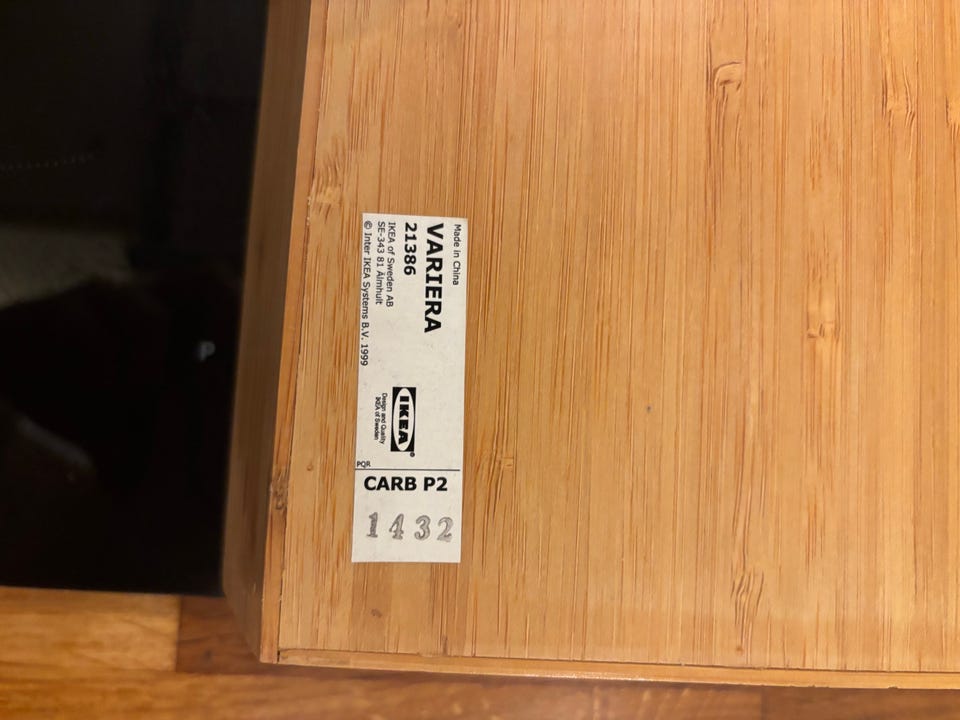 Made in China
VARIERA
21386
IKEA of Sweden AB
SE-343 81 Älmhult
© Inter IKEA Systems B.V. 1999
IKEA®
Design and Quality
IKEA of Sweden
PQR
CARB P2
1432
P